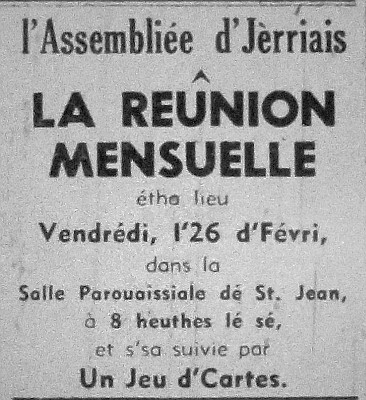 l'Assembliée d'Jèrriais
LA REÛNION
MENSUELLE
étha lieu
Vendrédi, l'26 d'Févri,
dans la
Salle Parouaissiale dé St. Jean,
à 8 heuthes lé sé,
et s'sa suivie par
Un Jeu d'Cartes.